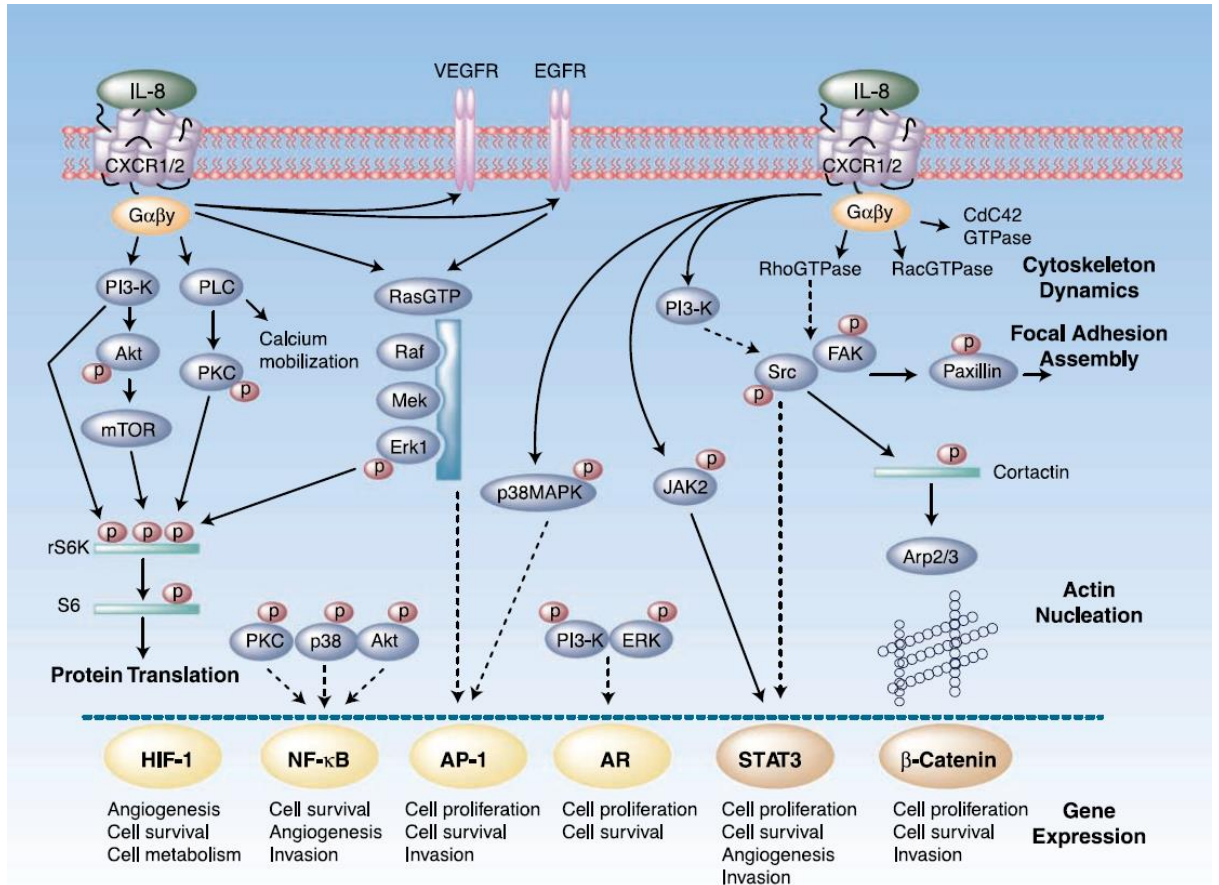 VEGFR
EGFR
IL-8
CXCR1/2
Gαβy
IL-8
CXCR1/2
Gαβy
CdC42
GTPase
RhoGTPase
RacGTPase
Cytoskeleton
Dynamics
PI3-K
PLC
RasGTP
PI3-K
Calcium
mobilization
Akt
p
PKC
p
mTOR
Raf
Mek
Erk1
p
Src
p
FAK
p
Paxillin
p
Focal Adhesion
Assembly
p38MAPK
p
JAK2
p
p
Cortactin
Arp2/3
rS6K
p p p
S6
p
Protein Translation
PKC
p
p38
p
Akt
p
PI3-K
p
ERK
p
Actin
Nucleation
HIF-1
NF-κB
AP-1
AR
STAT3
β-Catenin
Angiogenesis
Cell survival
Cell metabolism
Cell survival
Angiogenesis
Invasion
Cell proliferation
Cell survival
Invasion
Cell proliferation
Cell survival
Cell proliferation
Cell survival
Angiogenesis
Invasion
Cell proliferation
Cell survival
Invasion
Gene
Expression